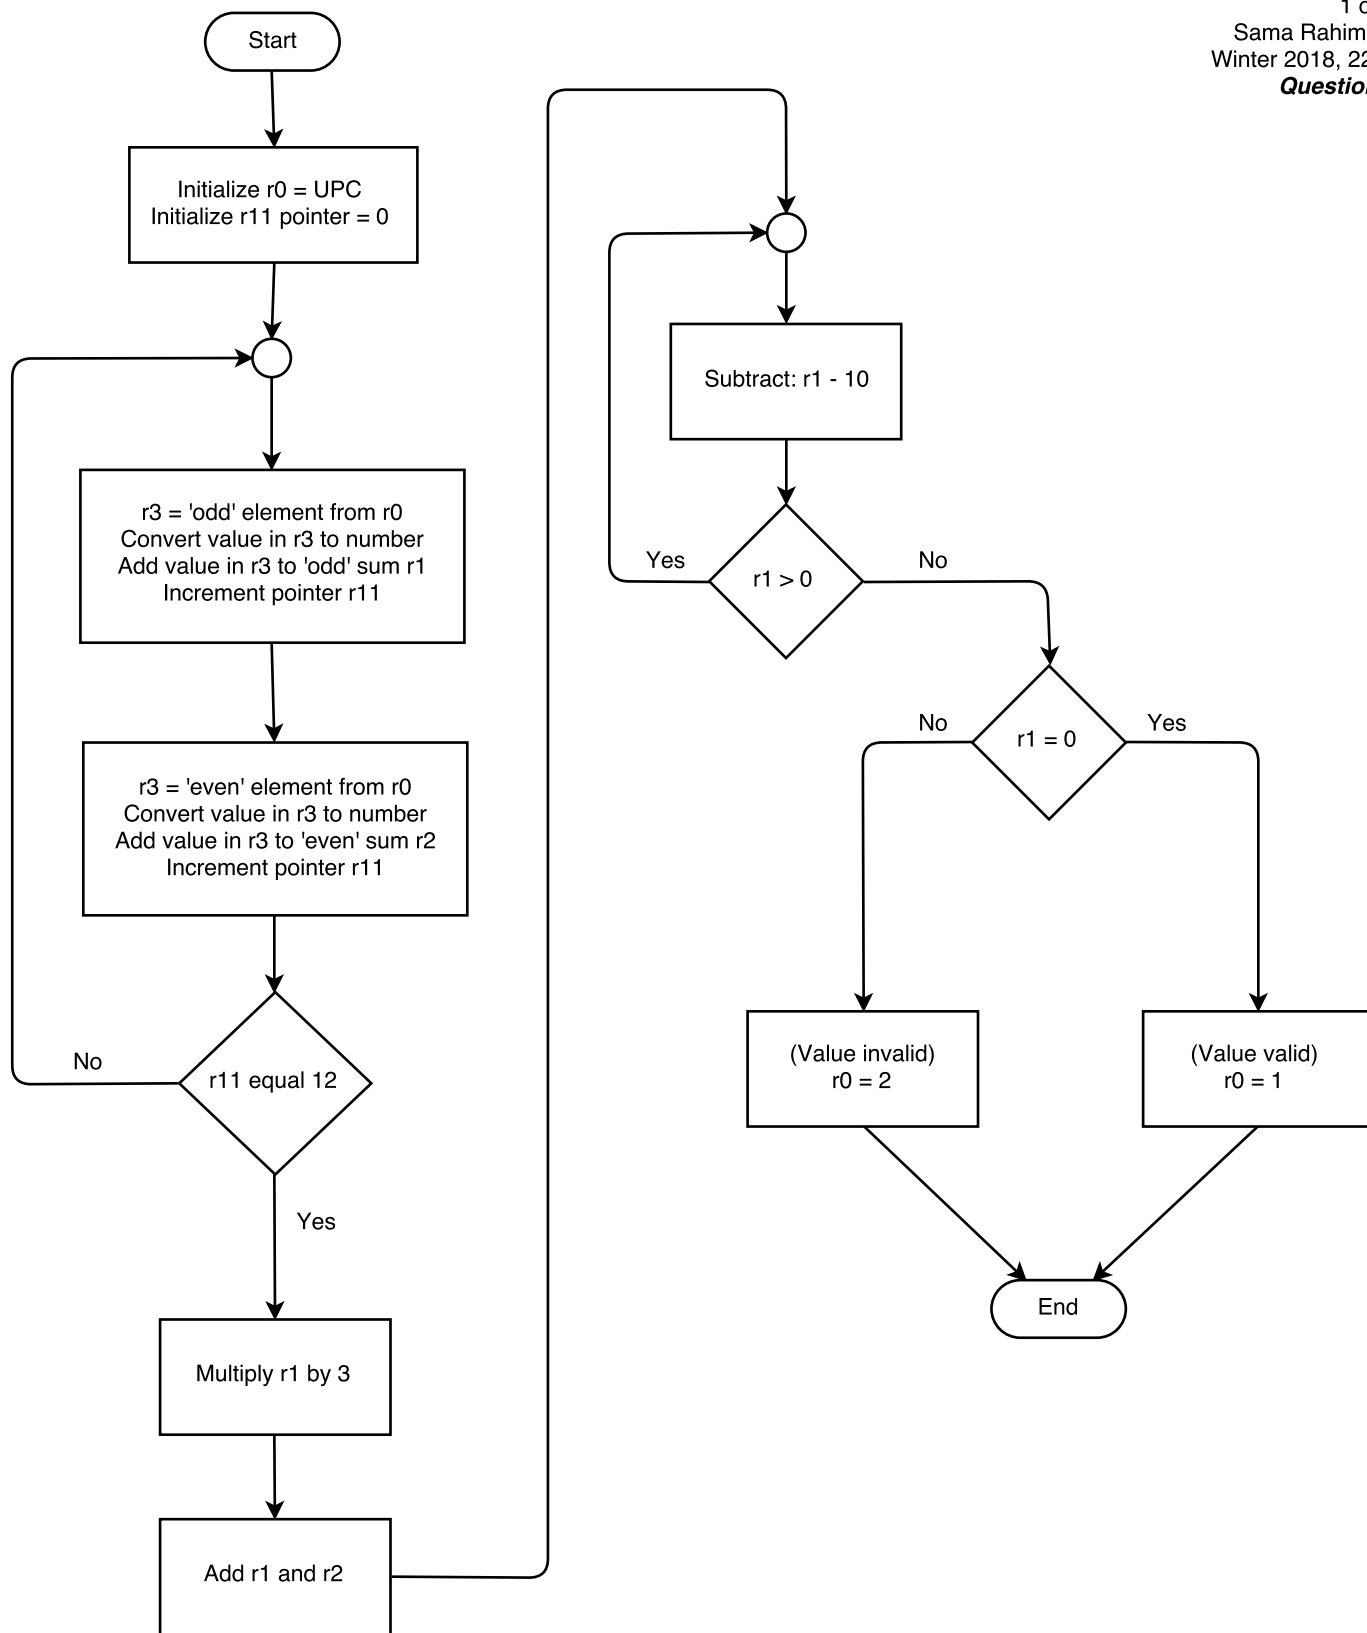 1
Sama Rahim
Winter 2018, 22
Question
Start
Initialize r0 = UPC
Initialize r11 pointer = 0
r3 = 'odd' element from r0
Convert value in r3 to number
Add value in r3 to 'odd' sum r1
Increment pointer r11
r3 = 'even' element from r0
Convert value in r3 to number
Add value in r3 to 'even' sum r2
Increment pointer r11
r11 equal 12
No
Yes
Multiply r1 by 3
Add r1 and r2
Subtract: r1 - 10
r1 > 0
Yes
No
r1 = 0
No
Yes
(Value invalid)
r0 = 2
(Value valid)
r0 = 1
End